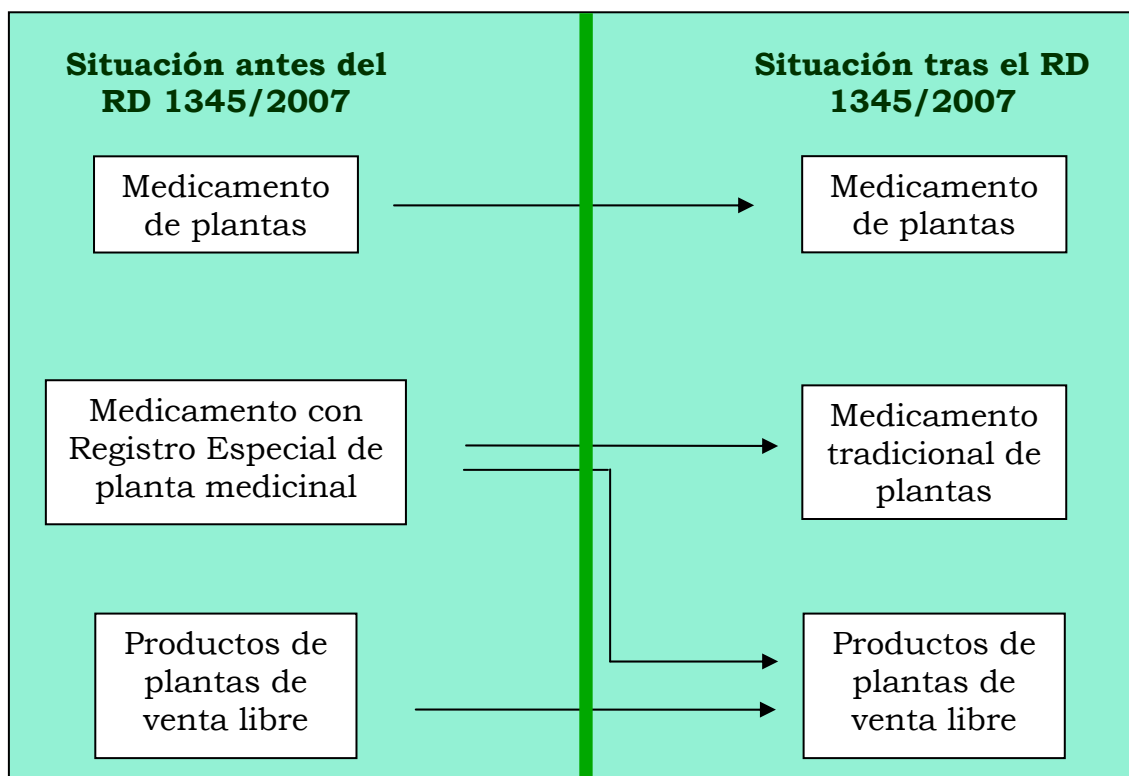 Situación antes del
RD 1345/2007
Situación tras el RD
1345/2007
Medicamento
de plantas
Medicamento
de plantas
Medicamento con
Registro Especial de
planta medicinal
Medicamento
tradicional de
plantas
Productos de
plantas de
venta libre
Productos de
plantas de
venta libre